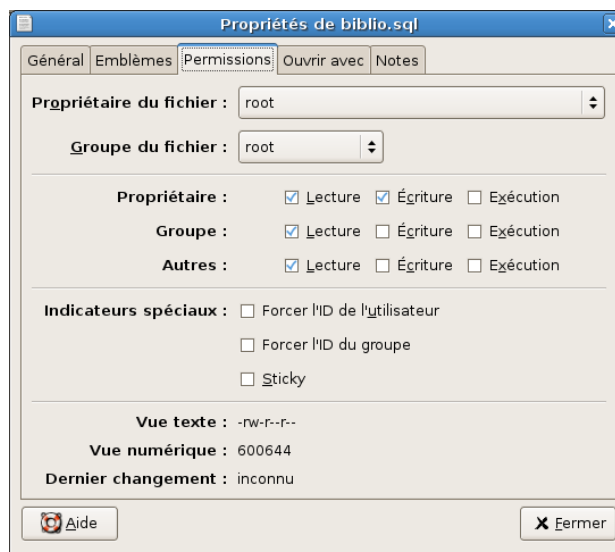 Propriétés de biblio.sql
Général Emblèmes Permissions Ouvrir avec Notes
Propriétaire du fichier : root
Groupe du fichier : root
Propriétaire : Lecture Écriture Exécution
Groupe : Lecture Écriture Exécution
Autres : Lecture Écriture Exécution
Indicateurs spéciaux : Forcer l'ID de l'utilisateur
Forcer l'ID du groupe
Sticky
Vue texte : -rw-r--r--
Vue numérique : 600644
Dernier changement : inconnu
Aide Fermer